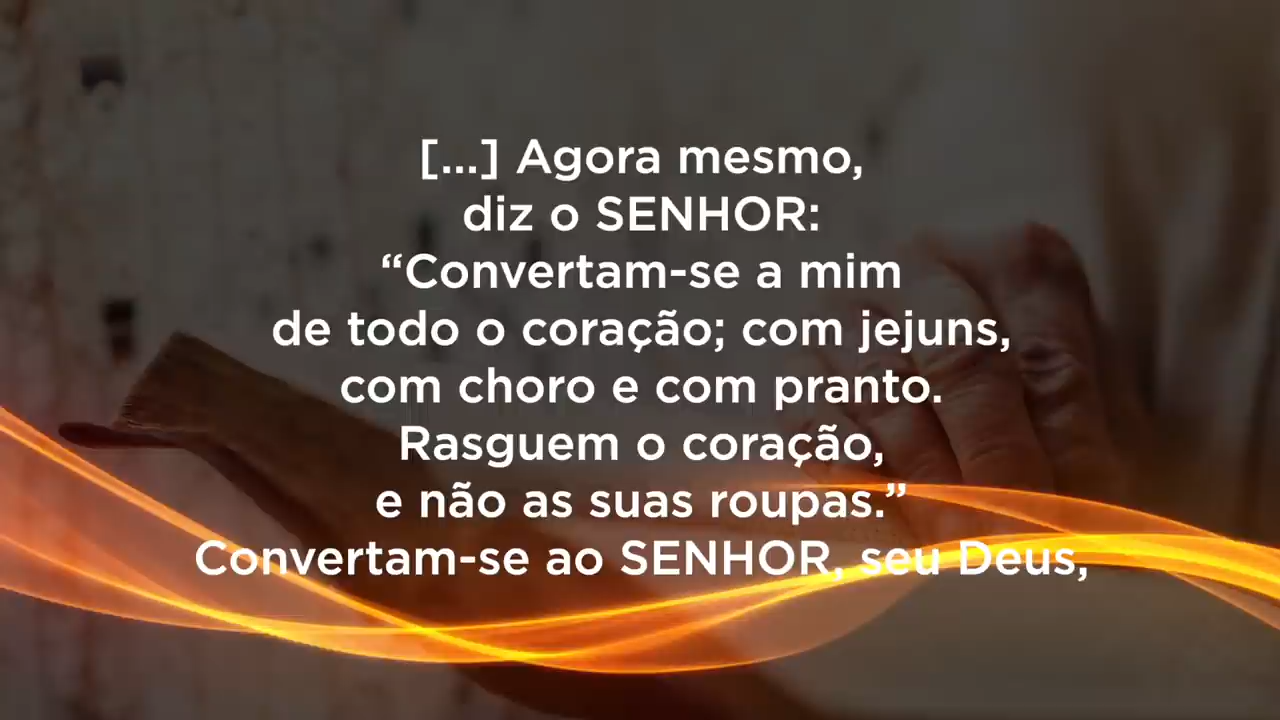 [...] Agora mesmo,
diz o SENHOR:
“Convertam-se a mim
de todo o coração; com jejuns,
com choro e com pranto.
Rasguem o coração,
e não as suas roupas.”
Convertam-se ao SENHOR, seu Deus,